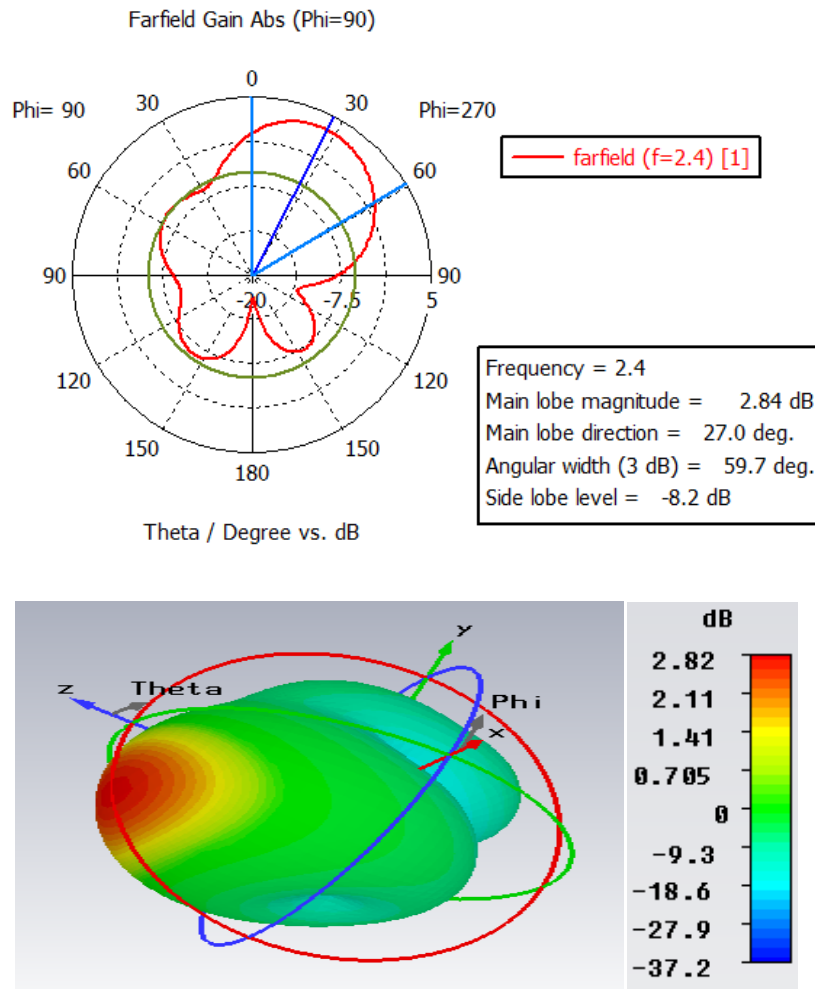 Farfield Gain Abs (Phi=90)
0
Phi= 90 30 30 Phi=270
farfield (f=2.4) [1]
60 60
90 -20 -7.5 5 90
120 120
150 150
180
Frequency = 2.4
Main lobe magnitude = 2.84 dB
Main lobe direction = 27.0 deg.
Angular width (3 dB) = 59.7 deg.
Side lobe level = -8.2 dB
Theta / Degree vs. dB
y
z Theta
Phi
x
dB
2.82
2.11
1.41
0.705
0
-9.3
-18.6
-27.9
-37.2